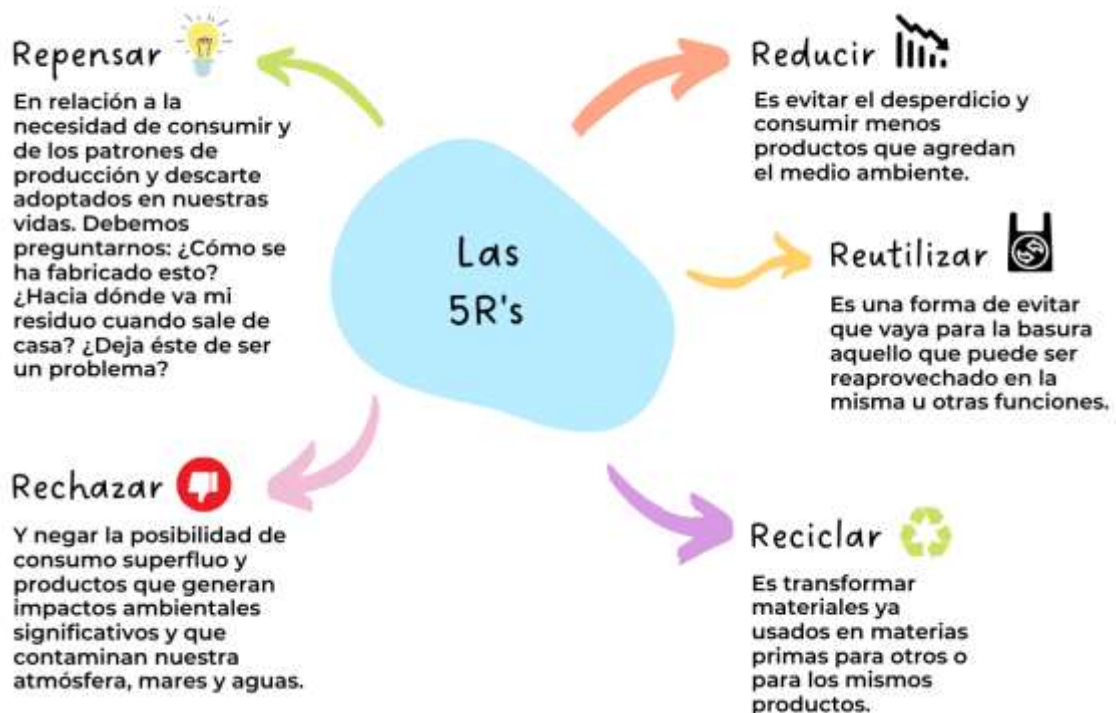 Repensar
En relación a la
necesidad de consumir y
de los patrones de
producción y descarte
adoptados en nuestras
vidas. Debemos
preguntarnos: ¿Cómo se
ha fabricado esto?
¿Hacia dónde va mi
residuo cuando sale de
casa? ¿Deja éste de ser
un problema?
Reducir
Es evitar el desperdicio y
consumir menos
productos que agredan
el medio ambiente.
Las
5R's
Reutilizar
Es una forma de evitar
que vaya para la basura
aquello que puede ser
reaprovechado en la
misma u otras funciones.
Rechazar
Y negar la posibilidad de
consumo superfluo y
productos que generan
impactos ambientales
significativos y que
contaminan nuestra
atmósfera, mares y aguas.
Reciclar
Es transformar
materiales ya
usados en materias
primas para otros o
para los mismos
productos.